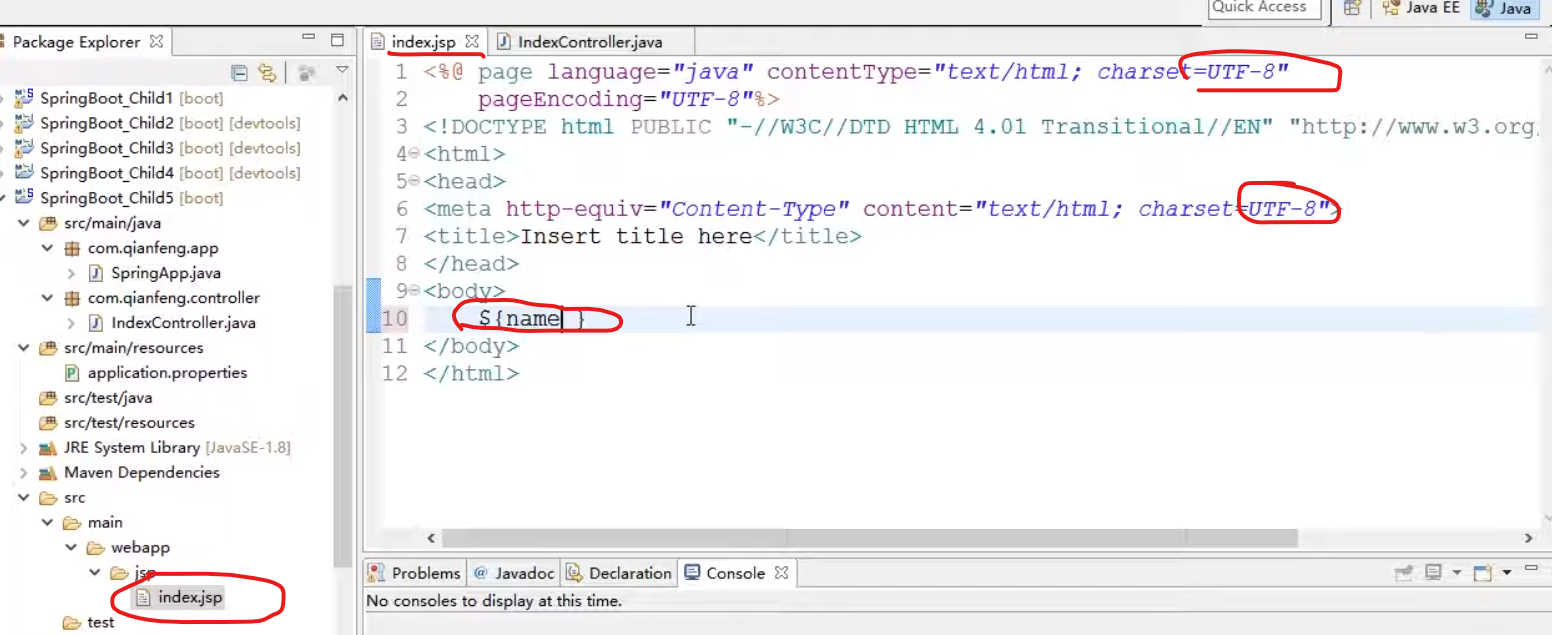 Quick Access
Java EE
Java
Package Explorer
index.jsp
IndexController.java
SpringBoot_Child1 [boot]
SpringBoot_Child2 [boot] [devtools]
SpringBoot_Child3 [boot] [devtools]
SpringBoot_Child4 [boot] [devtools]
SpringBoot_Child5 [boot]
src/main/java
com.qianfeng.app
SpringApp.java
com.qianfeng.controller
IndexController.java
src/main/resources
application.properties
src/test/java
src/test/resources
JRE System Library [JavaSE-1.8]
Maven Dependencies
src
main
webapp
jsp
index.jsp
test
1 <%@ page language="java" contentType="text/html; charset=UTF-8"
2 pageEncoding="UTF-8"%>
3 <!DOCTYPE html PUBLIC "-//W3C//DTD HTML 4.01 Transitional//EN" "http://www.w3.org/
4 <html>
5 <head>
6 <meta http-equiv="Content-Type" content="text/html; charset=UTF-8">
7 <title>Insert title here</title>
8 </head>
9 <body>
10 ${name }
11 </body>
12 </html>
Problems
Javadoc
Declaration
Console
No consoles to display at this time.